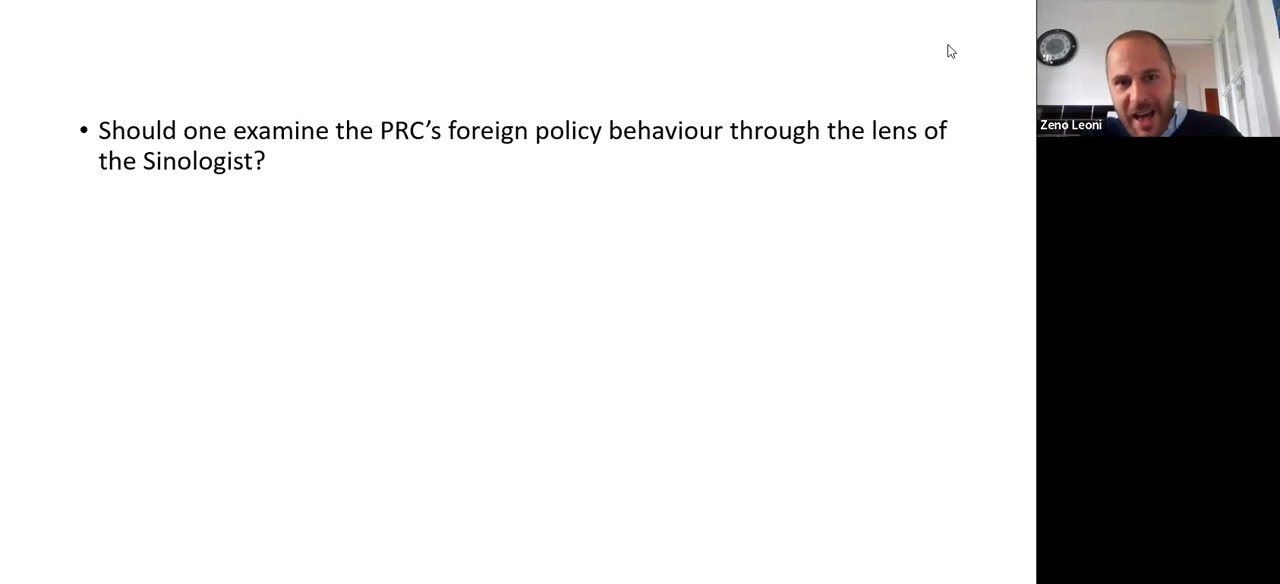 • Should one examine the PRC’s foreign policy behaviour through the lens of
the Sinologist?
Zeno Leoni